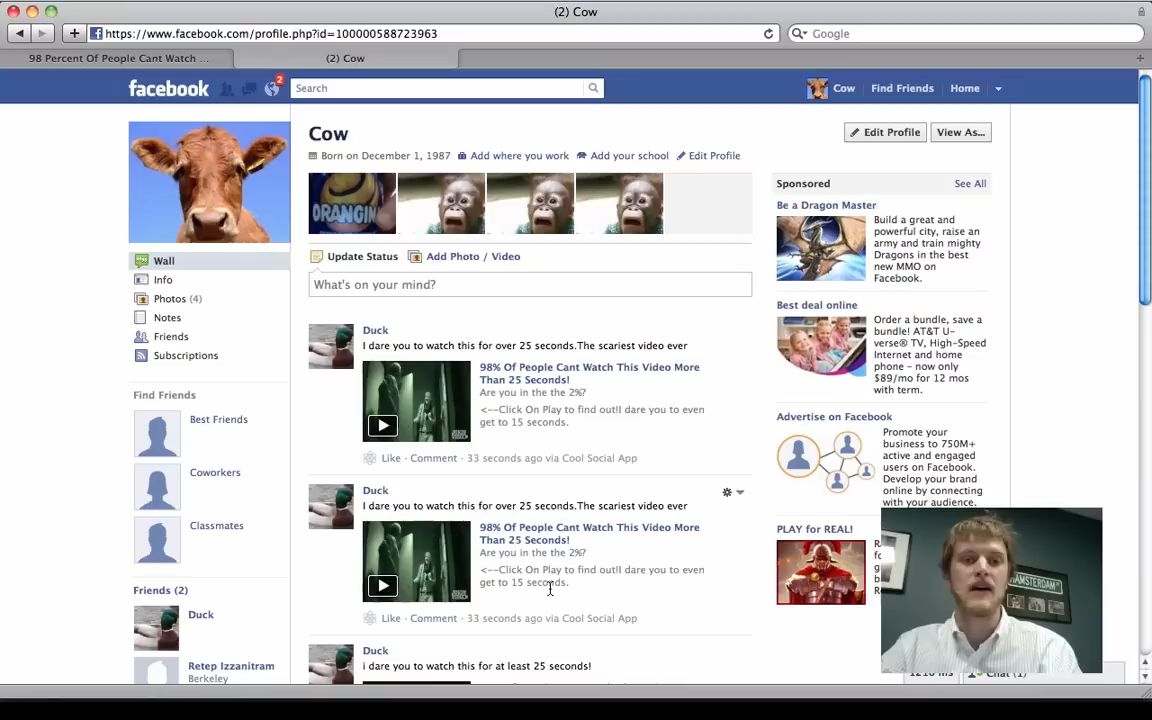 (2) Cow
https://www.facebook.com/profile.php?id=100000588723963
Google
98 Percent Of People Cant Watch ...
(2) Cow
facebook
2
Search
Cow
Find Friends
Home
Cow
Edit Profile
View As...
Born on December 1, 1987
Add where you work
Add your school
Edit Profile
ORANGIN
Update Status
Add Photo / Video
What's on your mind?
Wall
Info
Photos (4)
Notes
Friends
Subscriptions
Find Friends
Best Friends
Coworkers
Classmates
Friends (2)
Duck
Retep Izzanitram
Berkeley
Duck
I dare you to watch this for over 25 seconds.The scariest video ever
98% Of People Cant Watch This Video More
Than 25 Seconds!
Are you in the the 2%?
<--Click On Play to find out!I dare you to even
get to 15 seconds.
Like · Comment · 33 seconds ago via Cool Social App
Duck
I dare you to watch this for over 25 seconds.The scariest video ever
98% Of People Cant Watch This Video More
Than 25 Seconds!
Are you in the the 2%?
<--Click On Play to find out!I dare you to even
get to 15 seconds.
Like · Comment · 33 seconds ago via Cool Social App
Duck
i dare you to watch this for at least 25 seconds!
Sponsored
See All
Be a Dragon Master
Build a great and
powerful city, raise an
army and train mighty
Dragons in the best
new MMO on
Facebook.
Best deal online
Order a bundle, save a
bundle! AT&T U-
verse® TV, High-Speed
Internet and home
phone - now only
$89/mo for 12 mos
with term.
Advertise on Facebook
Promote your
business to 750M+
active and engaged
users on Facebook.
Develop your brand
online by connecting
with your audience.
PLAY for REAL!
HAMSTERDAM
Chat (1)